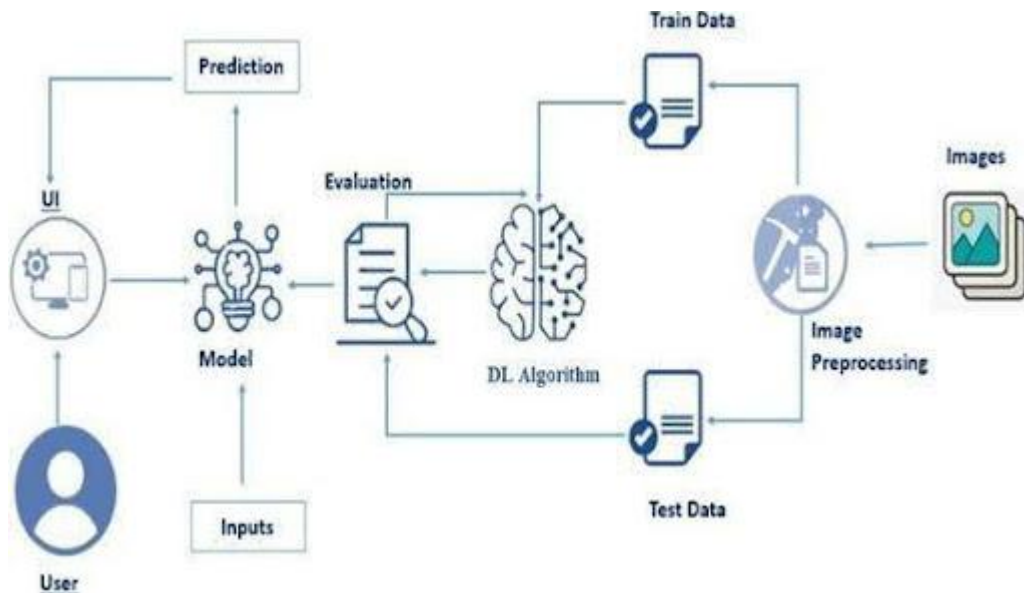 Train Data
Prediction
Images
Evaluation
UI
Image
Preprocessing
Model
DL Algorithm
Test Data
Inputs
User